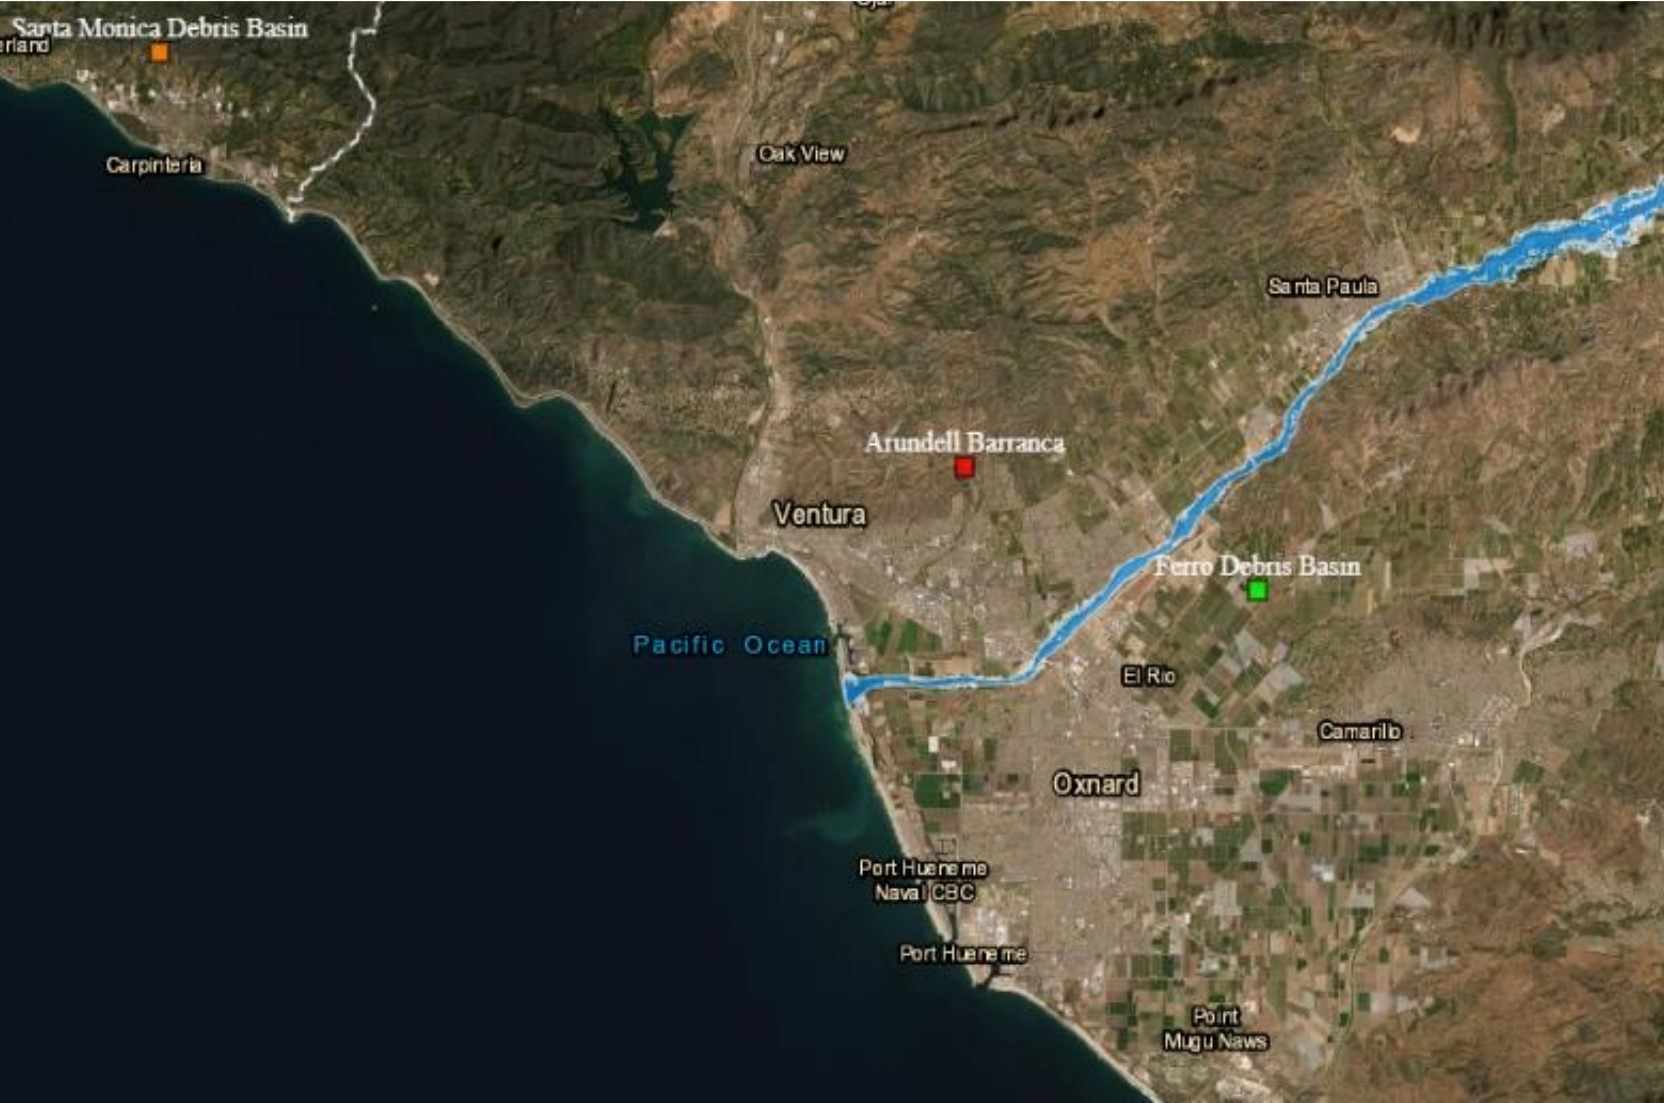 Santa Monica Debris Basin
erland
Carpinteria
Oak View
Santa Paula
Arundell Barranca
Ventura
Ferro Debris Basin
Pacific Ocean
El Rio
Camarillo
Oxnard
Port Hueneme
Naval CBC
Port Hueneme
Point
Mugu Naws